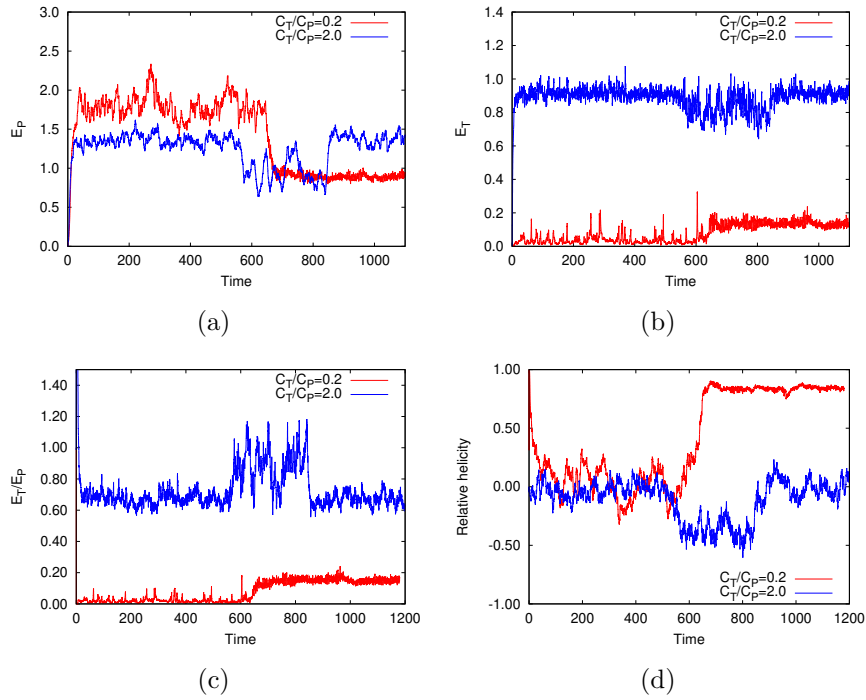 3.0
2.5
2.0
1.5
1.0
0.5
0.0
E_P
0 200 400 600 800 1000
Time
C_T/C_P=0.2
C_T/C_P=2.0
(a)
1.4
1.2
1.0
0.8
0.6
0.4
0.2
0.0
E_T
0 200 400 600 800 1000
Time
C_T/C_P=0.2
C_T/C_P=2.0
(b)
1.40
1.20
1.00
0.80
0.60
0.40
0.20
0.00
E_T/E_P
0 200 400 600 800 1000 1200
Time
C_T/C_P=0.2
C_T/C_P=2.0
(c)
1.00
0.50
0.00
-0.50
-1.00
Relative helicity
0 200 400 600 800 1000 1200
Time
C_T/C_P=0.2
C_T/C_P=2.0
(d)